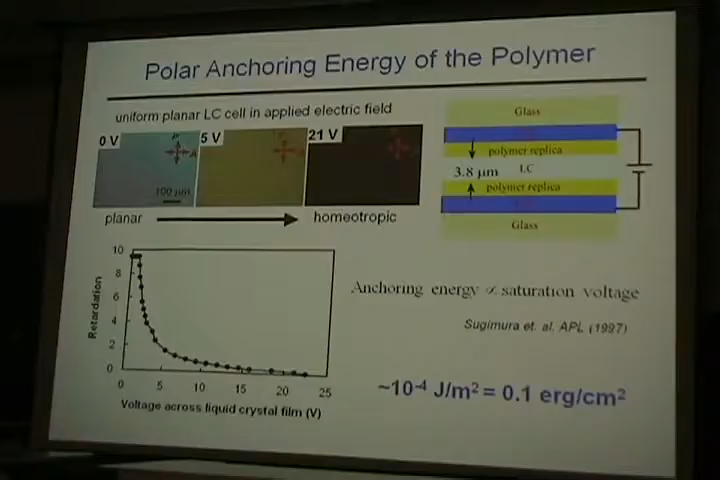 Polar Anchoring Energy of the Polymer
uniform planar LC cell in applied electric field
0 V
5 V
21 V
100 μm
planar
homeotropic
Glass
polymer replica
3.8 μm
LC
polymer replica
Glass
10
8
6
4
2
0
Retardation
0 5 10 15 20 25
Voltage across liquid crystal film (V)
Anchoring energy ∝ saturation voltage
Sugimura et. al. APL (1997)
~10⁻⁴ J/m² = 0.1 erg/cm²